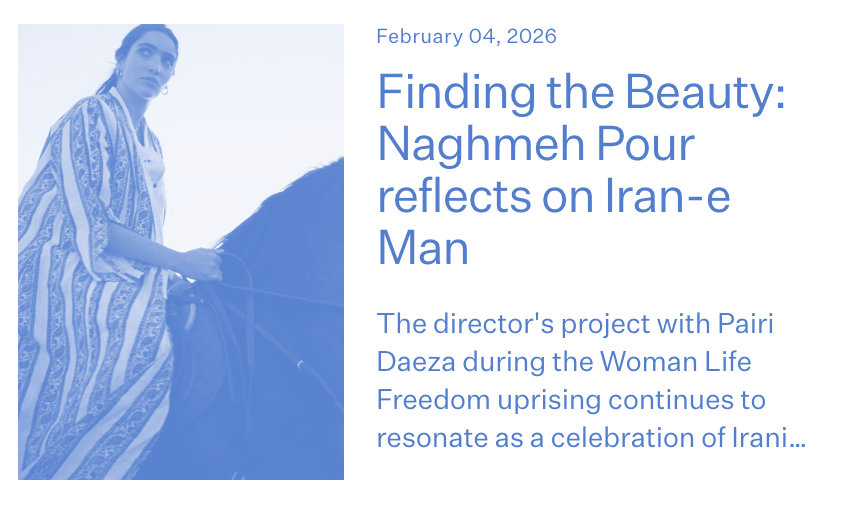 February 04, 2026
Finding the Beauty:
Naghmeh Pour
reflects on Iran-e
Man
The director's project with Pairi
Daeza during the Woman Life
Freedom uprising continues to
resonate as a celebration of Irani...